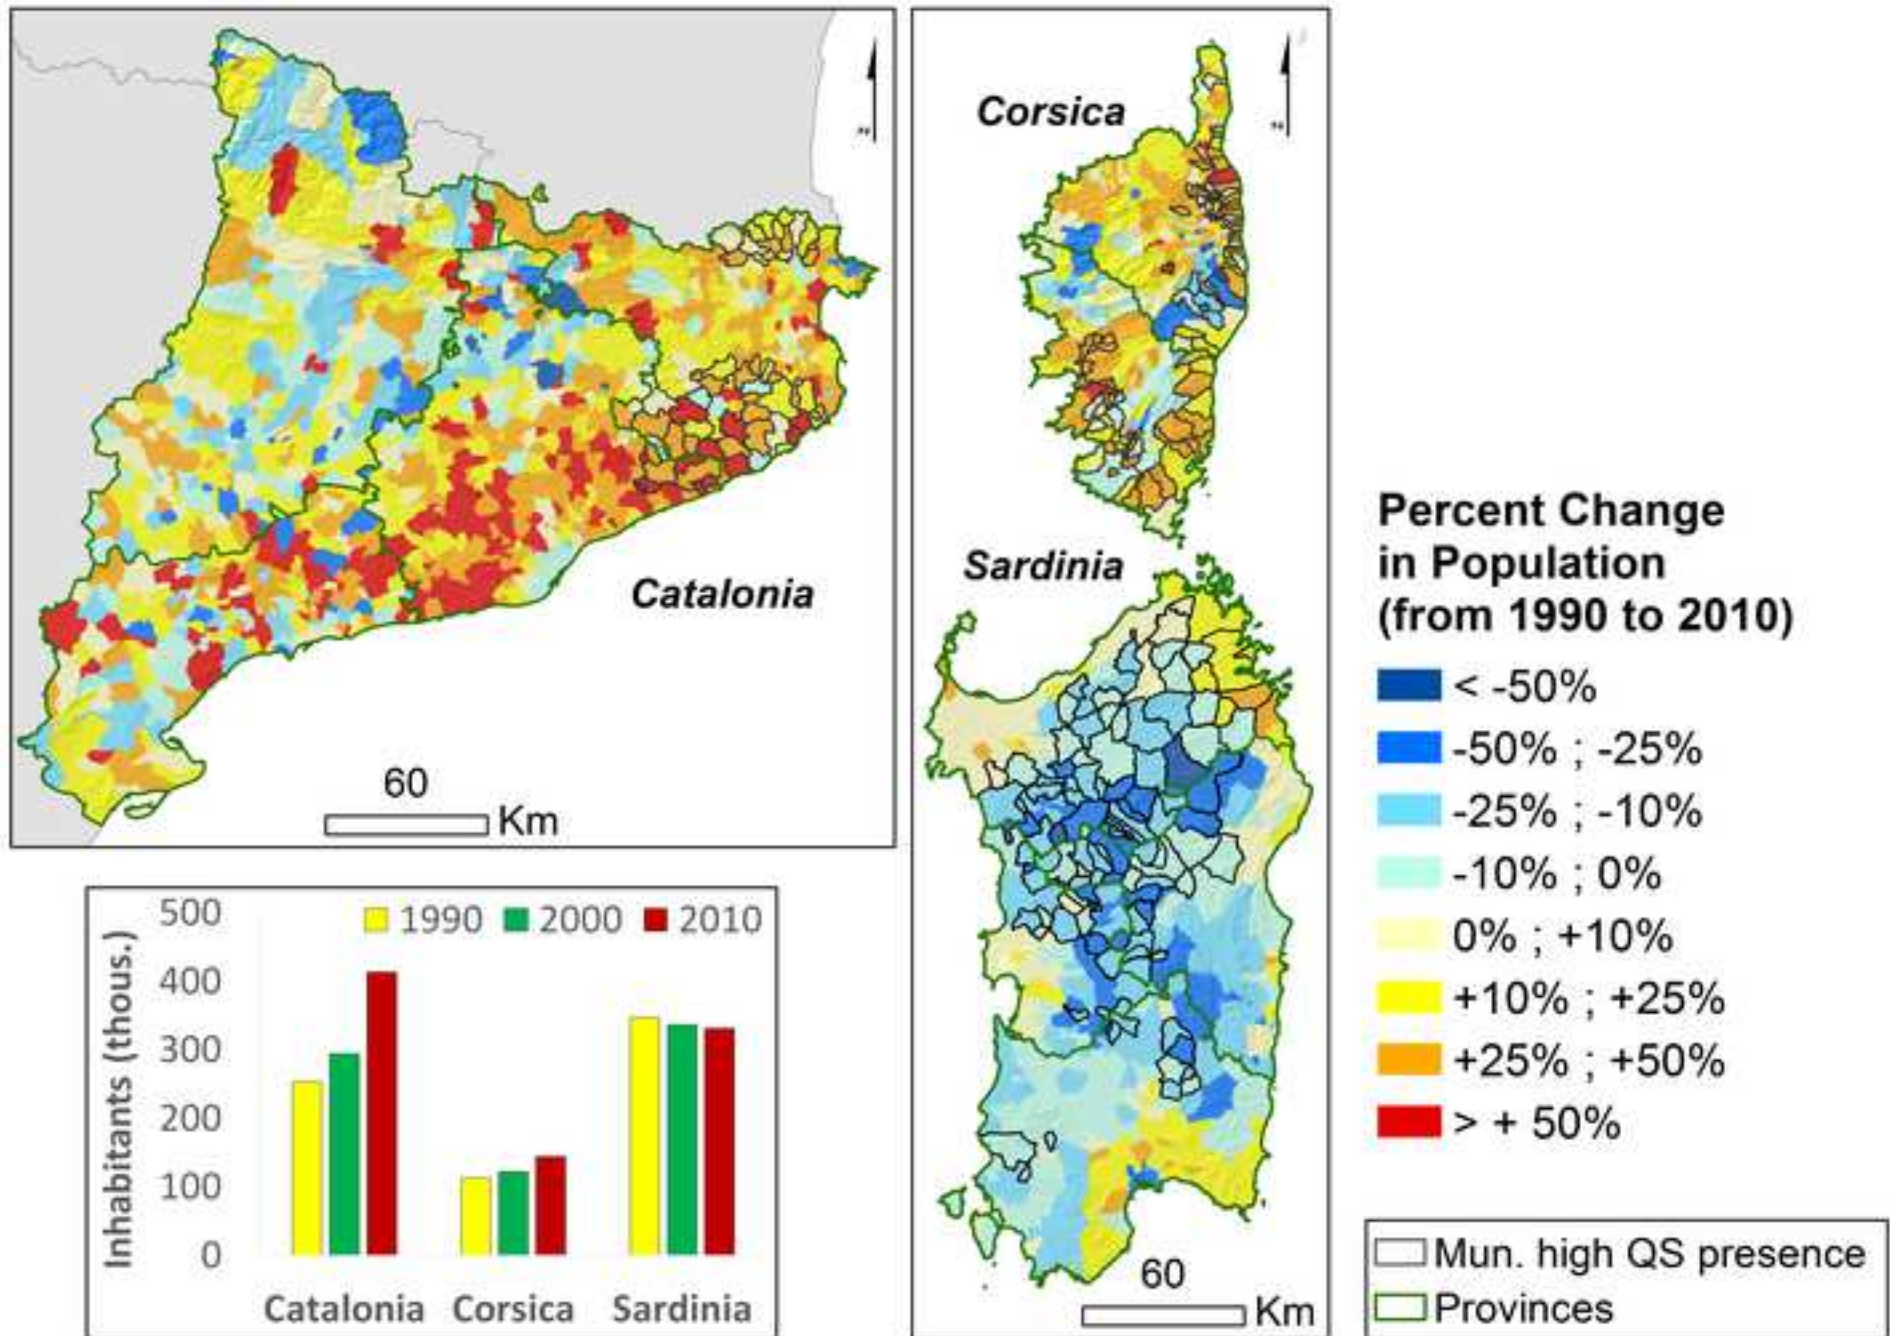 Catalonia
60
Km
Corsica
Sardinia
60
Km
Percent Change
in Population
(from 1990 to 2010)
< -50%
-50% ; -25%
-25% ; -10%
-10% ; 0%
0% ; +10%
+10% ; +25%
+25% ; +50%
> + 50%
Mun. high QS presence
Provinces
Inhabitants (thous.)
500
400
300
200
100
0
1990 2000 2010
Catalonia Corsica Sardinia